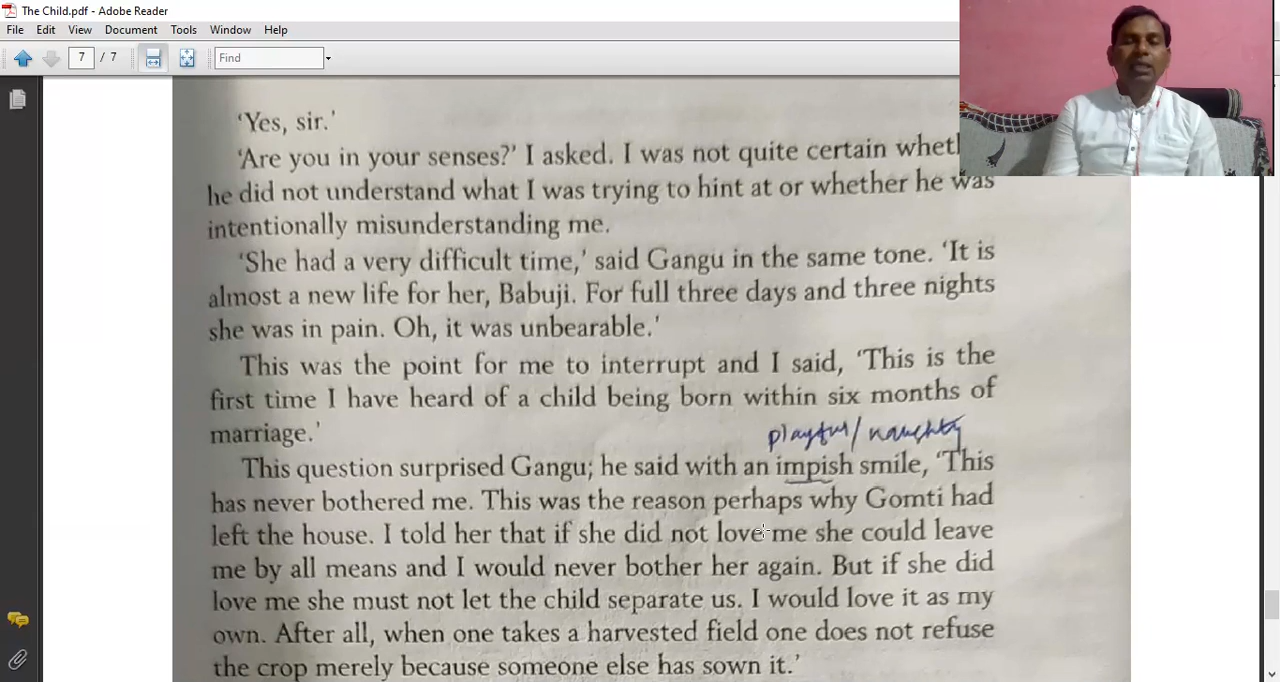 The Child.pdf - Adobe Reader
File Edit View Document Tools Window Help
7 / 7 Find
'Yes, sir.'
'Are you in your senses?' I asked. I was not quite certain whet
he did not understand what I was trying to hint at or whether he was
intentionally misunderstanding me.
'She had a very difficult time,' said Gangu in the same tone. 'It is
almost a new life for her, Babuji. For full three days and three nights
she was in pain. Oh, it was unbearable.'
This was the point for me to interrupt and I said, 'This is the
first time I have heard of a child being born within six months of
marriage.'
playful/naughty
This question surprised Gangu; he said with an impish smile, 'This
has never bothered me. This was the reason perhaps why Gomti had
left the house. I told her that if she did not love me she could leave
me by all means and I would never bother her again. But if she did
love me she must not let the child separate us. I would love it as my
own. After all, when one takes a harvested field one does not refuse
the crop merely because someone else has sown it.'